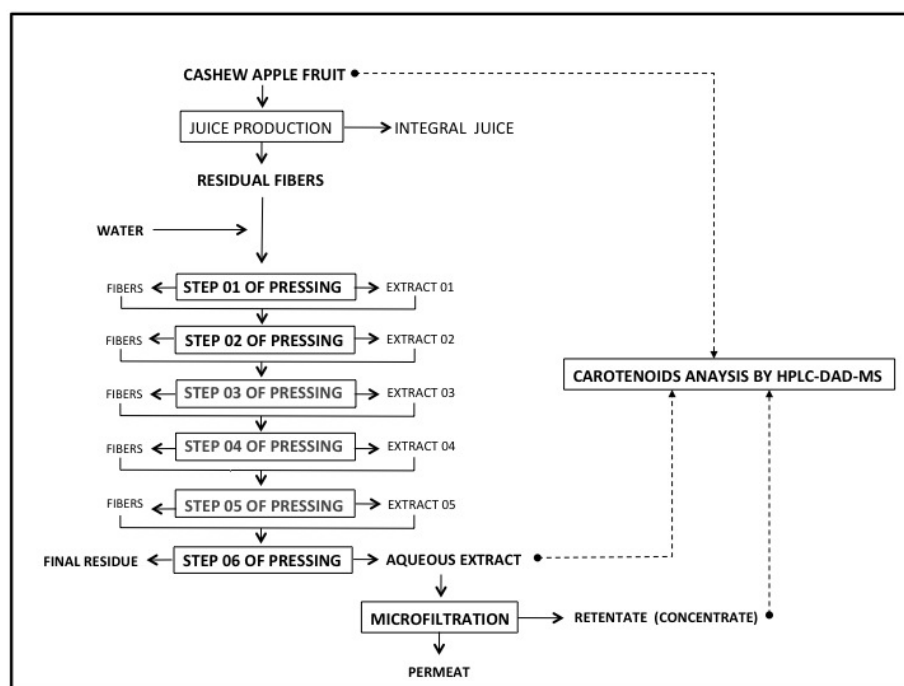 CASHEW APPLE FRUIT
JUICE PRODUCTION
INTEGRAL JUICE
RESIDUAL FIBERS
WATER
FIBERS
STEP 01 OF PRESSING
EXTRACT 01
FIBERS
STEP 02 OF PRESSING
EXTRACT 02
FIBERS
STEP 03 OF PRESSING
EXTRACT 03
FIBERS
STEP 04 OF PRESSING
EXTRACT 04
FIBERS
STEP 05 OF PRESSING
EXTRACT 05
FINAL RESIDUE
STEP 06 OF PRESSING
AQUEOUS EXTRACT
CAROTENOIDS ANAYSIS BY HPLC-DAD-MS
MICROFILTRATION
RETENTATE (CONCENTRATE)
PERMEAT